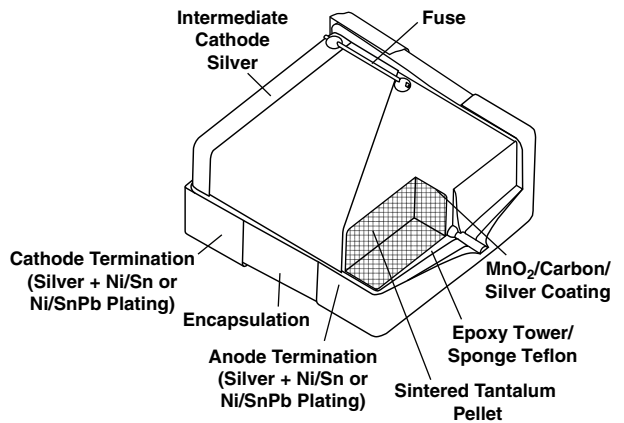 Intermediate
Cathode
Silver
Fuse
Cathode Termination
(Silver + Ni/Sn or
Ni/SnPb Plating)
Encapsulation
Anode Termination
(Silver + Ni/Sn or
Ni/SnPb Plating)
MnO₂/Carbon/
Silver Coating
Epoxy Tower/
Sponge Teflon
Sintered Tantalum
Pellet